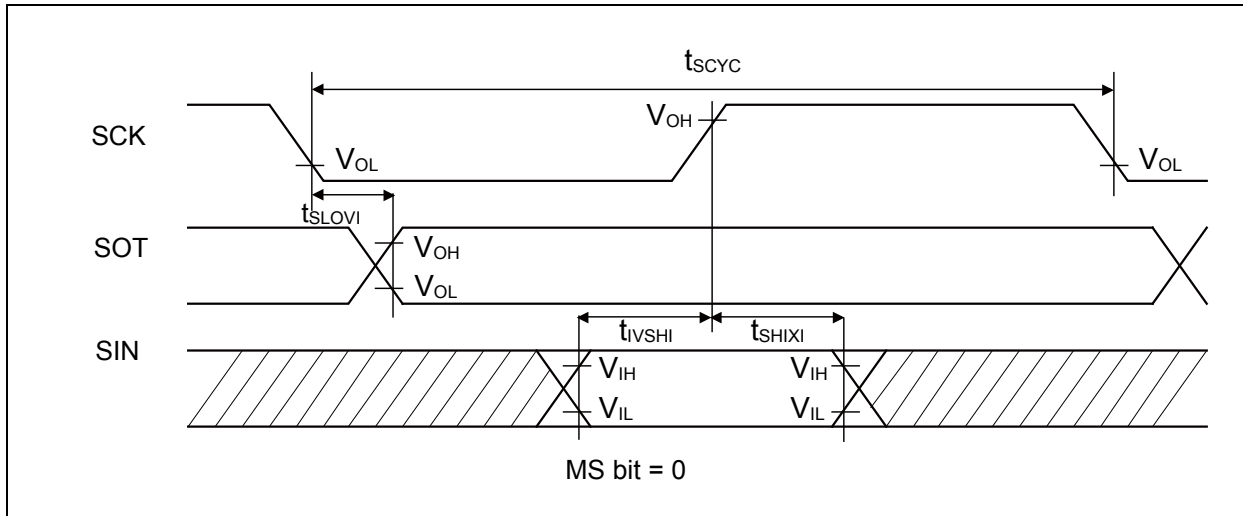 tSCYC
SCK
VOH
VOL
VOL
tSLOVI
SOT
VOH
VOL
tIVSHI
tSHIXI
SIN
VIH
VIH
VIL
VIL
MS bit = 0